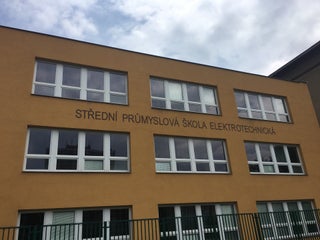 STŘEDNÍ PRŮMYSLOVÁ ŠKOLA ELEKTROTECHNICKÁ